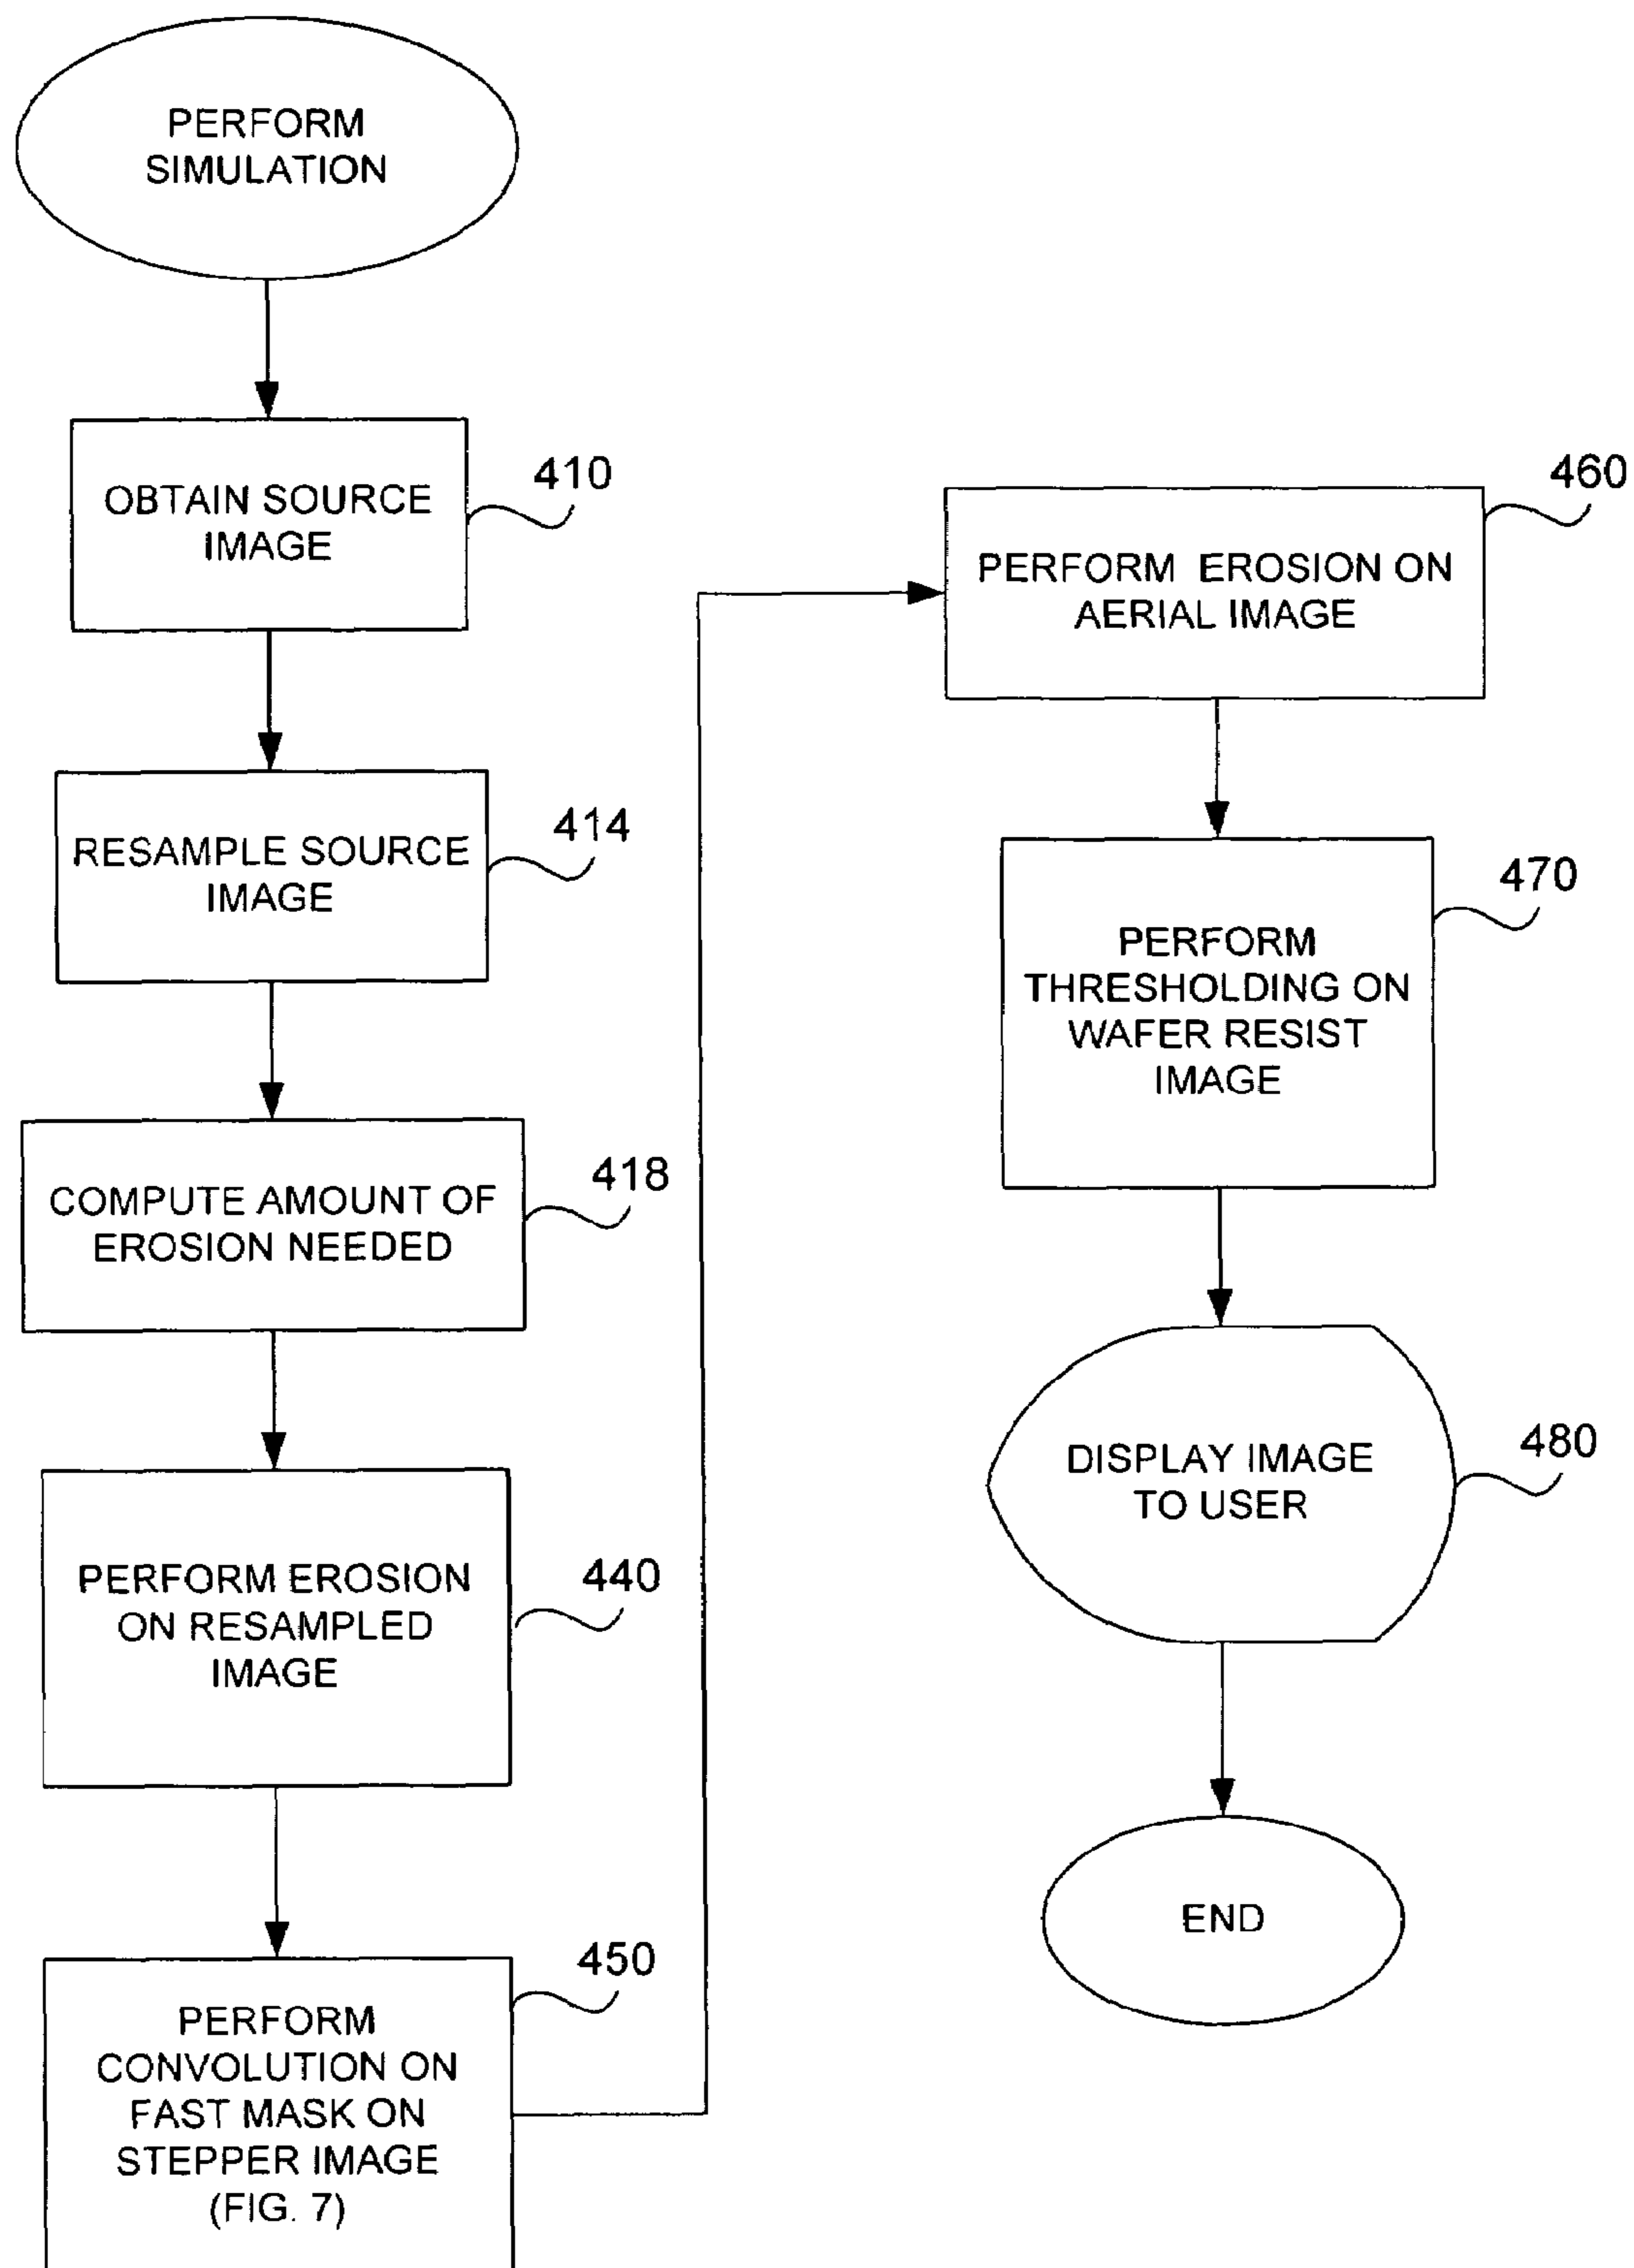 PERFORM
SIMULATION
OBTAIN SOURCE
IMAGE
410
RESAMPLE SOURCE
IMAGE
414
COMPUTE AMOUNT OF
EROSION NEEDED
418
PERFORM EROSION
ON RESAMPLED
IMAGE
440
PERFORM
CONVOLUTION ON
FAST MASK ON
STEPPER IMAGE
(FIG. 7)
450
PERFORM EROSION ON
AERIAL IMAGE
460
PERFORM
THRESHOLDING ON
WAFER RESIST
IMAGE
470
DISPLAY IMAGE
TO USER
480
END